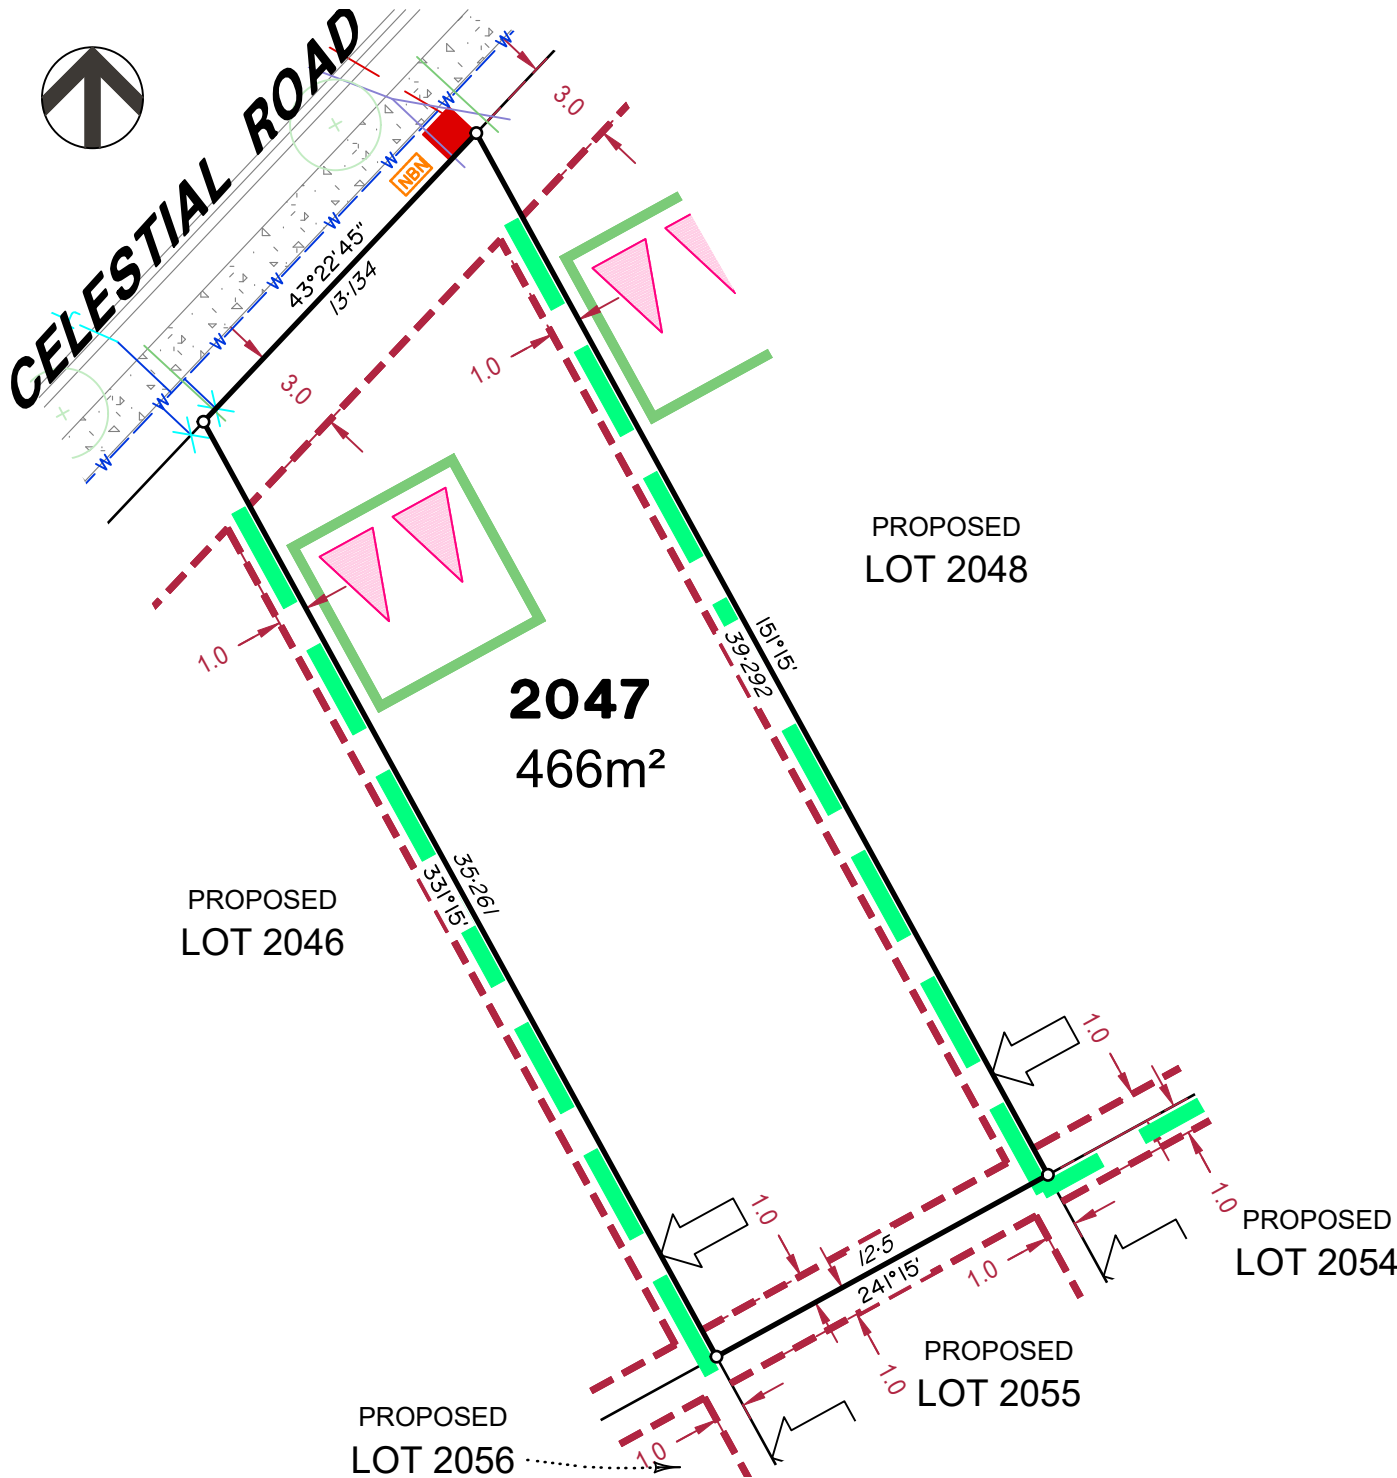 CELESTIAL ROAD
W
3.0
W
W
NBN
43°22'45"
13·134
W
W
3.0
W
W
1.0
PROPOSED
LOT 2048
1.0
151°15'
39·292
2047
466m²
35·261
331°15'
PROPOSED
LOT 2046
1.0
1.0
1.0
PROPOSED
LOT 2054
12·5
241°15'
1.0
PROPOSED
LOT 2055
1.0
PROPOSED
LOT 2056
1.0